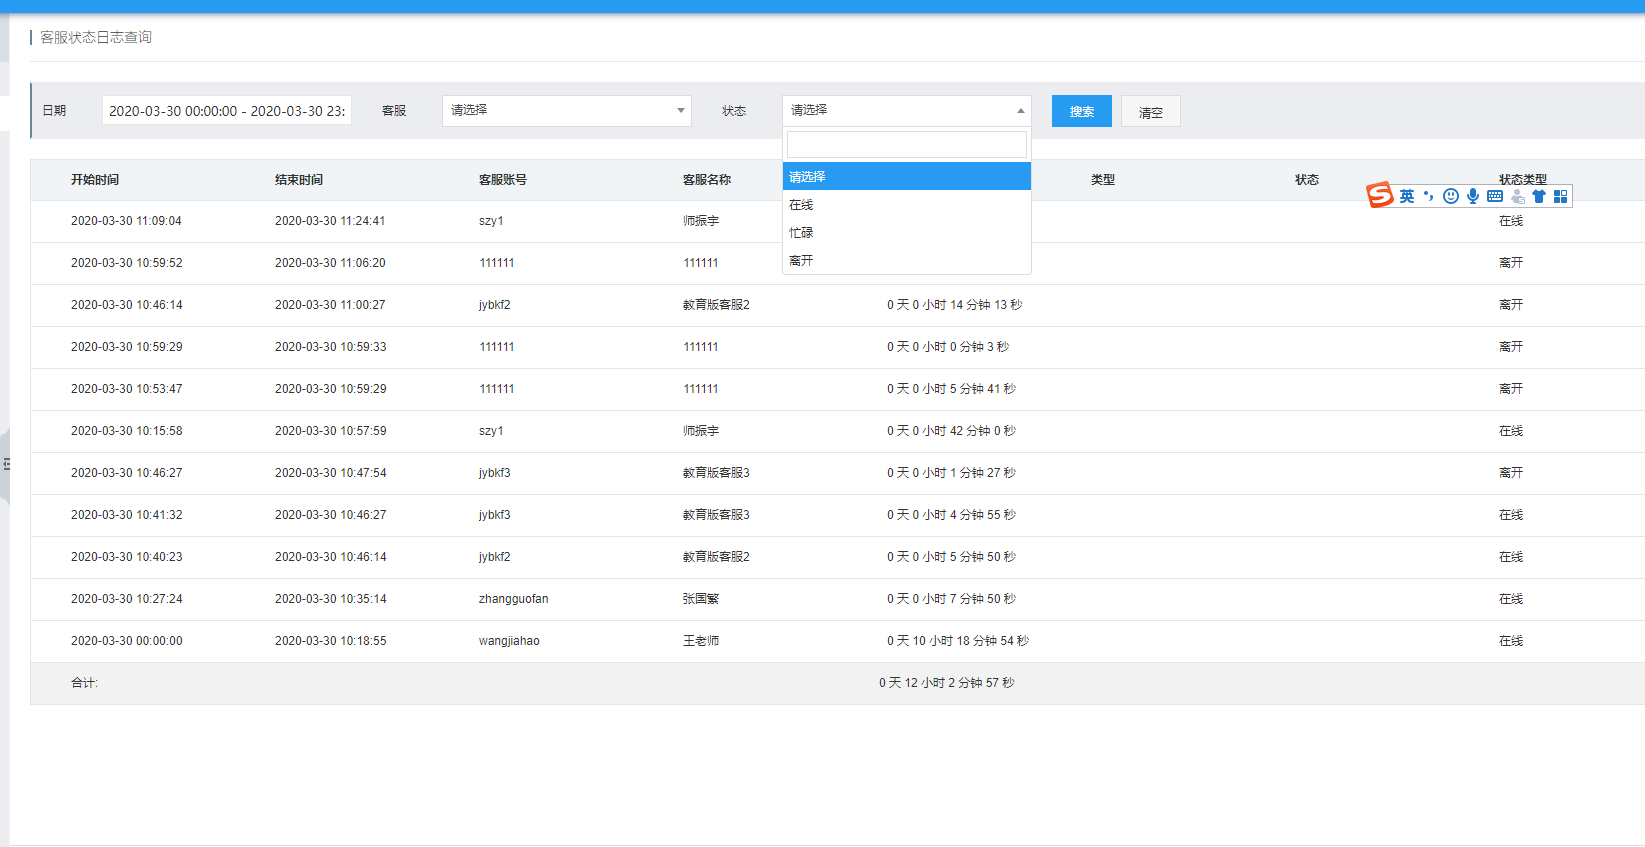 客服状态日志查询
日期 2020-03-30 00:00:00 - 2020-03-30 23: 客服 请选择 状态 请选择 搜索 清空
请选择
在线
忙碌
离开
开始时间 结束时间 客服账号 客服名称 类型 状态 状态类型
英
2020-03-30 11:09:04 2020-03-30 11:24:41 szy1 师振宇 在线
2020-03-30 10:59:52 2020-03-30 11:06:20 111111 111111 离开
2020-03-30 10:46:14 2020-03-30 11:00:27 jybkf2 教育版客服2 0 天 0 小时 14 分钟 13 秒 离开
2020-03-30 10:59:29 2020-03-30 10:59:33 111111 111111 0 天 0 小时 0 分钟 3 秒 离开
2020-03-30 10:53:47 2020-03-30 10:59:29 111111 111111 0 天 0 小时 5 分钟 41 秒 离开
2020-03-30 10:15:58 2020-03-30 10:57:59 szy1 师振宇 0 天 0 小时 42 分钟 0 秒 在线
2020-03-30 10:46:27 2020-03-30 10:47:54 jybkf3 教育版客服3 0 天 0 小时 1 分钟 27 秒 离开
2020-03-30 10:41:32 2020-03-30 10:46:27 jybkf3 教育版客服3 0 天 0 小时 4 分钟 55 秒 在线
2020-03-30 10:40:23 2020-03-30 10:46:14 jybkf2 教育版客服2 0 天 0 小时 5 分钟 50 秒 在线
2020-03-30 10:27:24 2020-03-30 10:35:14 zhangguofan 张国繁 0 天 0 小时 7 分钟 50 秒 在线
2020-03-30 00:00:00 2020-03-30 10:18:55 wangjiahao 王老师 0 天 10 小时 18 分钟 54 秒 在线
合计: 0 天 12 小时 2 分钟 57 秒